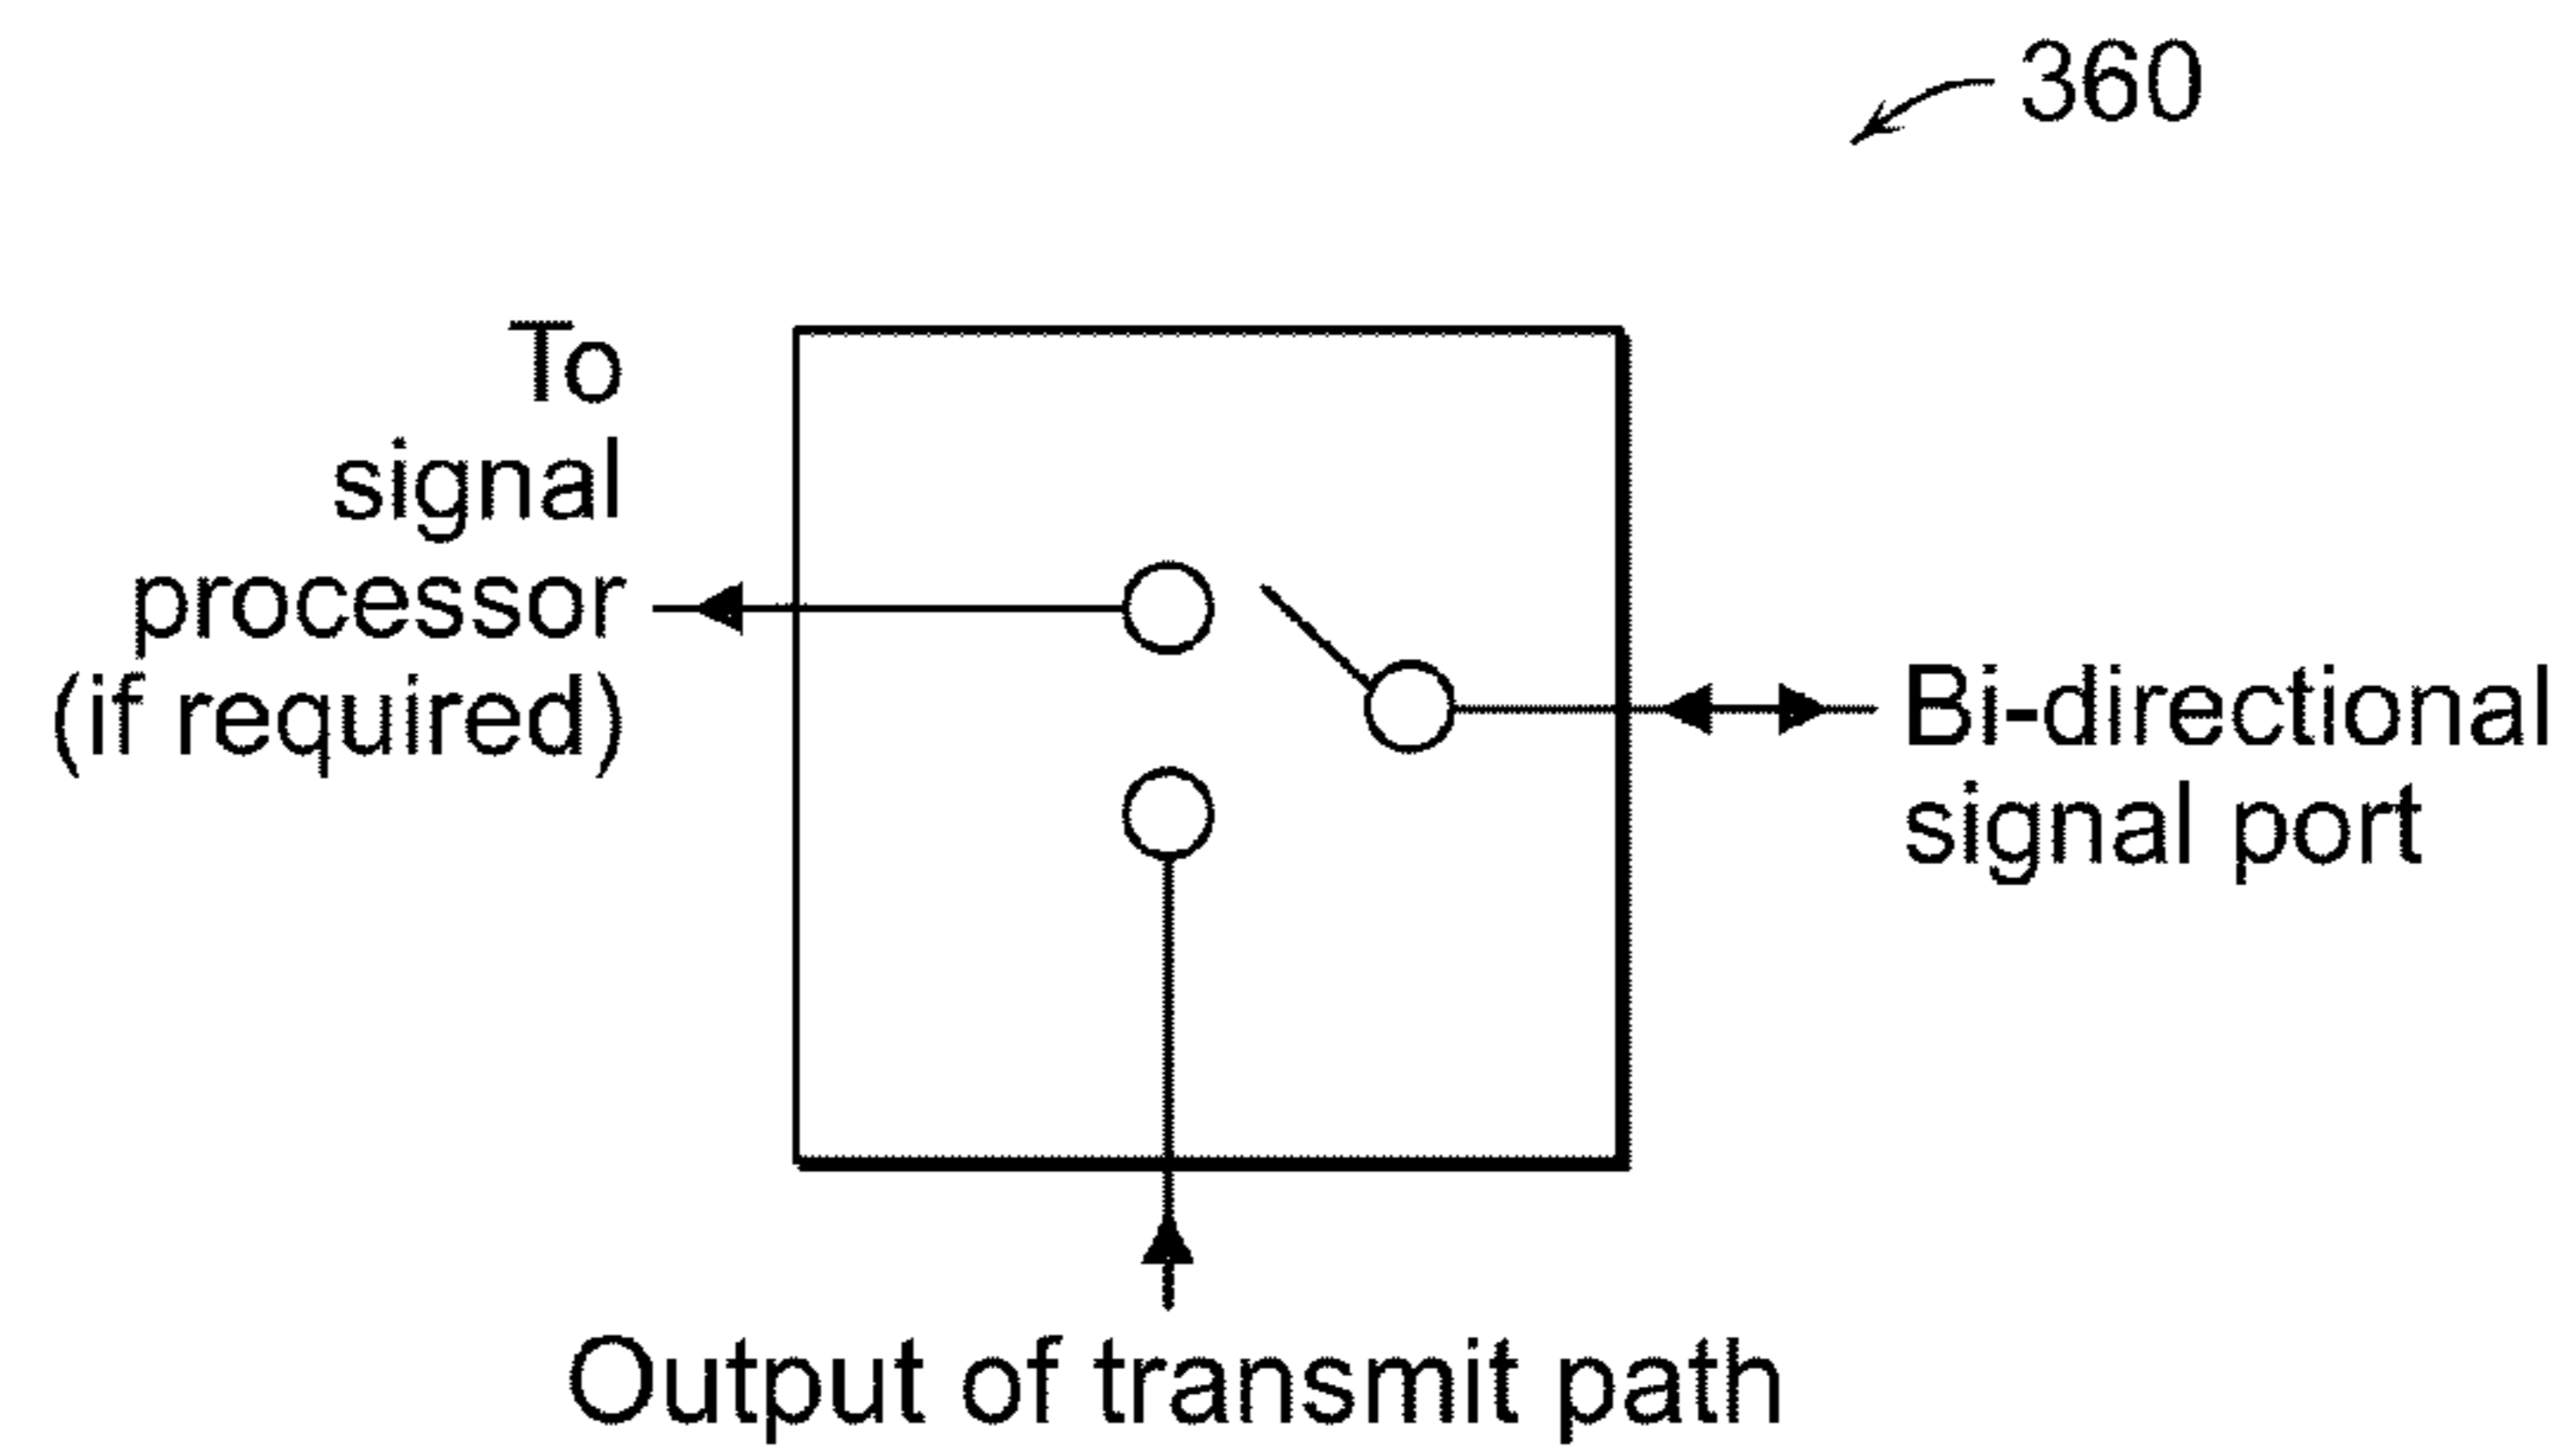 360
To
signal
processor
(if required)
Bi-directional
signal port
Output of transmit path